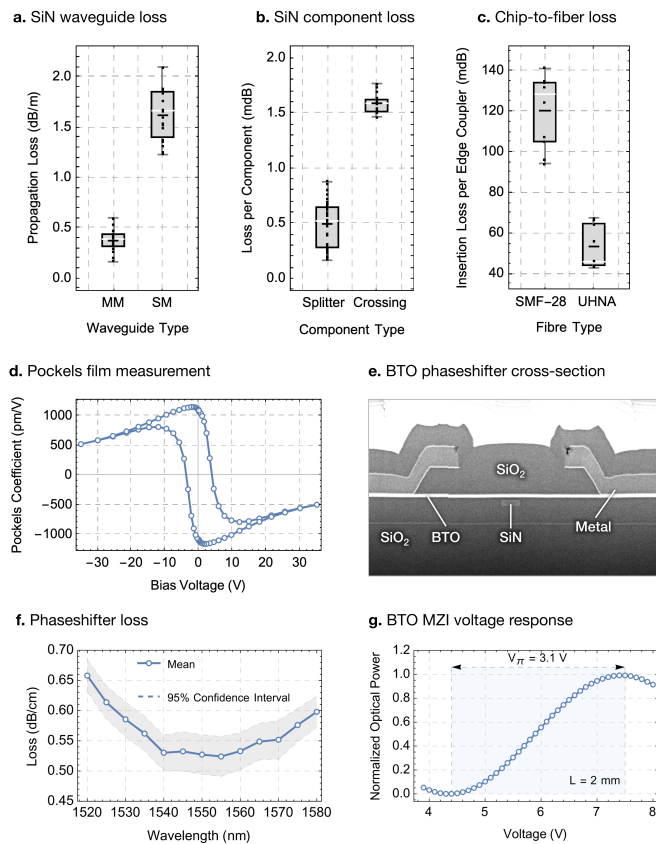 a. SiN waveguide loss
b. SiN component loss
c. Chip-to-fiber loss
Propagation Loss (dB/m)
2.0
1.5
1.0
0.5
0.0
MM SM
Waveguide Type
Loss per Component (mdB)
2.0
1.5
1.0
0.5
0.0
Splitter Crossing
Component Type
Insertion Loss per Edge Coupler (mdB)
140
120
100
80
60
40
SMF-28 UHNA
Fibre Type
d. Pockels film measurement
Pockels Coefficient (pm/V)
1000
500
0
-500
-1000
-30 -20 -10 0 10 20 30
Bias Voltage (V)
e. BTO phaseshifter cross-section
SiO2
SiO2
BTO
SiN
Metal
f. Phaseshifter loss
Loss (dB/cm)
0.70
0.65
0.60
0.55
0.50
0.45
Mean
95% Confidence Interval
1520 1530 1540 1550 1560 1570 1580
Wavelength (nm)
g. BTO MZI voltage response
Normalized Optical Power
1.2
1.0
0.8
0.6
0.4
0.2
0.0
Vπ = 3.1 V
L = 2 mm
4 5 6 7 8
Voltage (V)